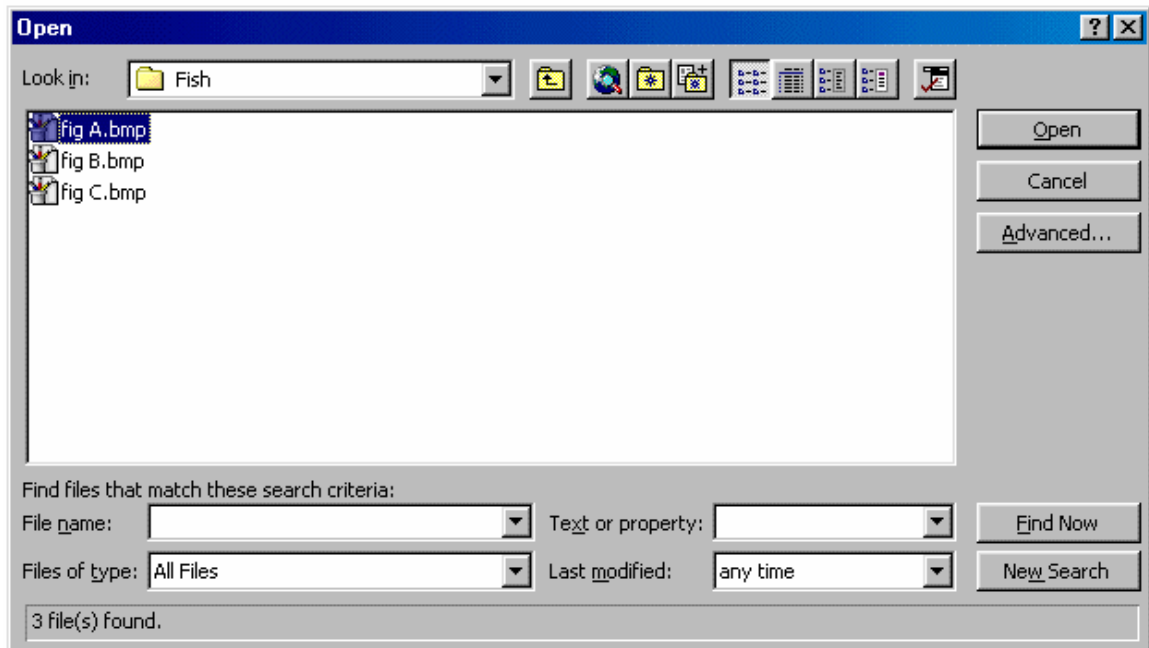 Open
Look in: Fish
fig A.bmp
fig B.bmp
fig C.bmp
Open
Cancel
Advanced...
Find files that match these search criteria:
File name: Text or property: Find Now
Files of type: All Files Last modified: any time New Search
3 file(s) found.